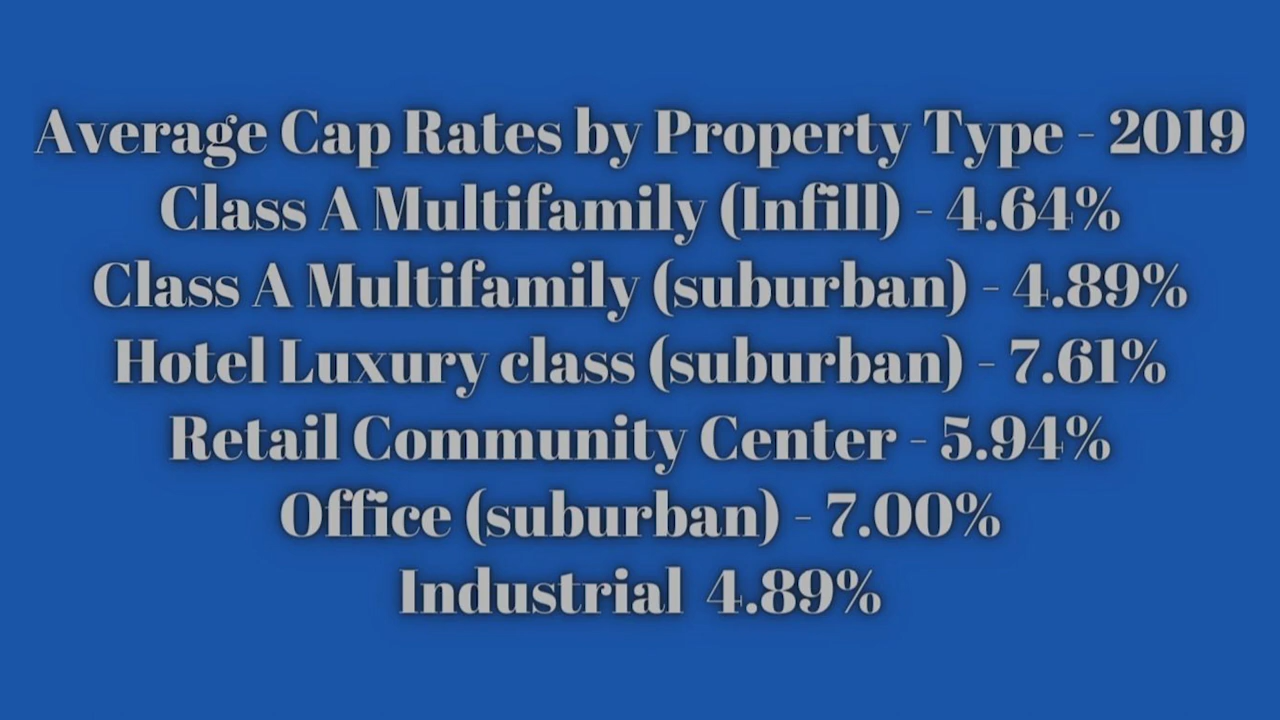 Average Cap Rates by Property Type - 2019
Class A Multifamily (Infill) - 4.64%
Class A Multifamily (suburban) - 4.89%
Hotel Luxury class (suburban) - 7.61%
Retail Community Center - 5.94%
Office (suburban) - 7.00%
Industrial 4.89%